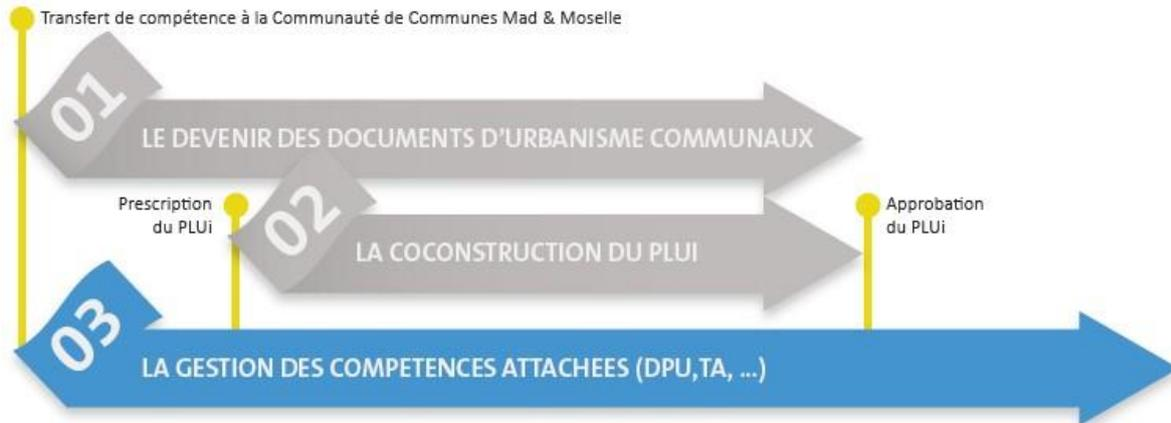 Transfert de compétence à la Communauté de Communes Mad & Moselle
01
LE DEVENIR DES DOCUMENTS D'URBANISME COMMUNAUX
Prescription
du PLUi
02
LA COCONSTRUCTION DU PLUI
Approbation
du PLUi
03
LA GESTION DES COMPETENCES ATTACHEES (DPU,TA, ...)